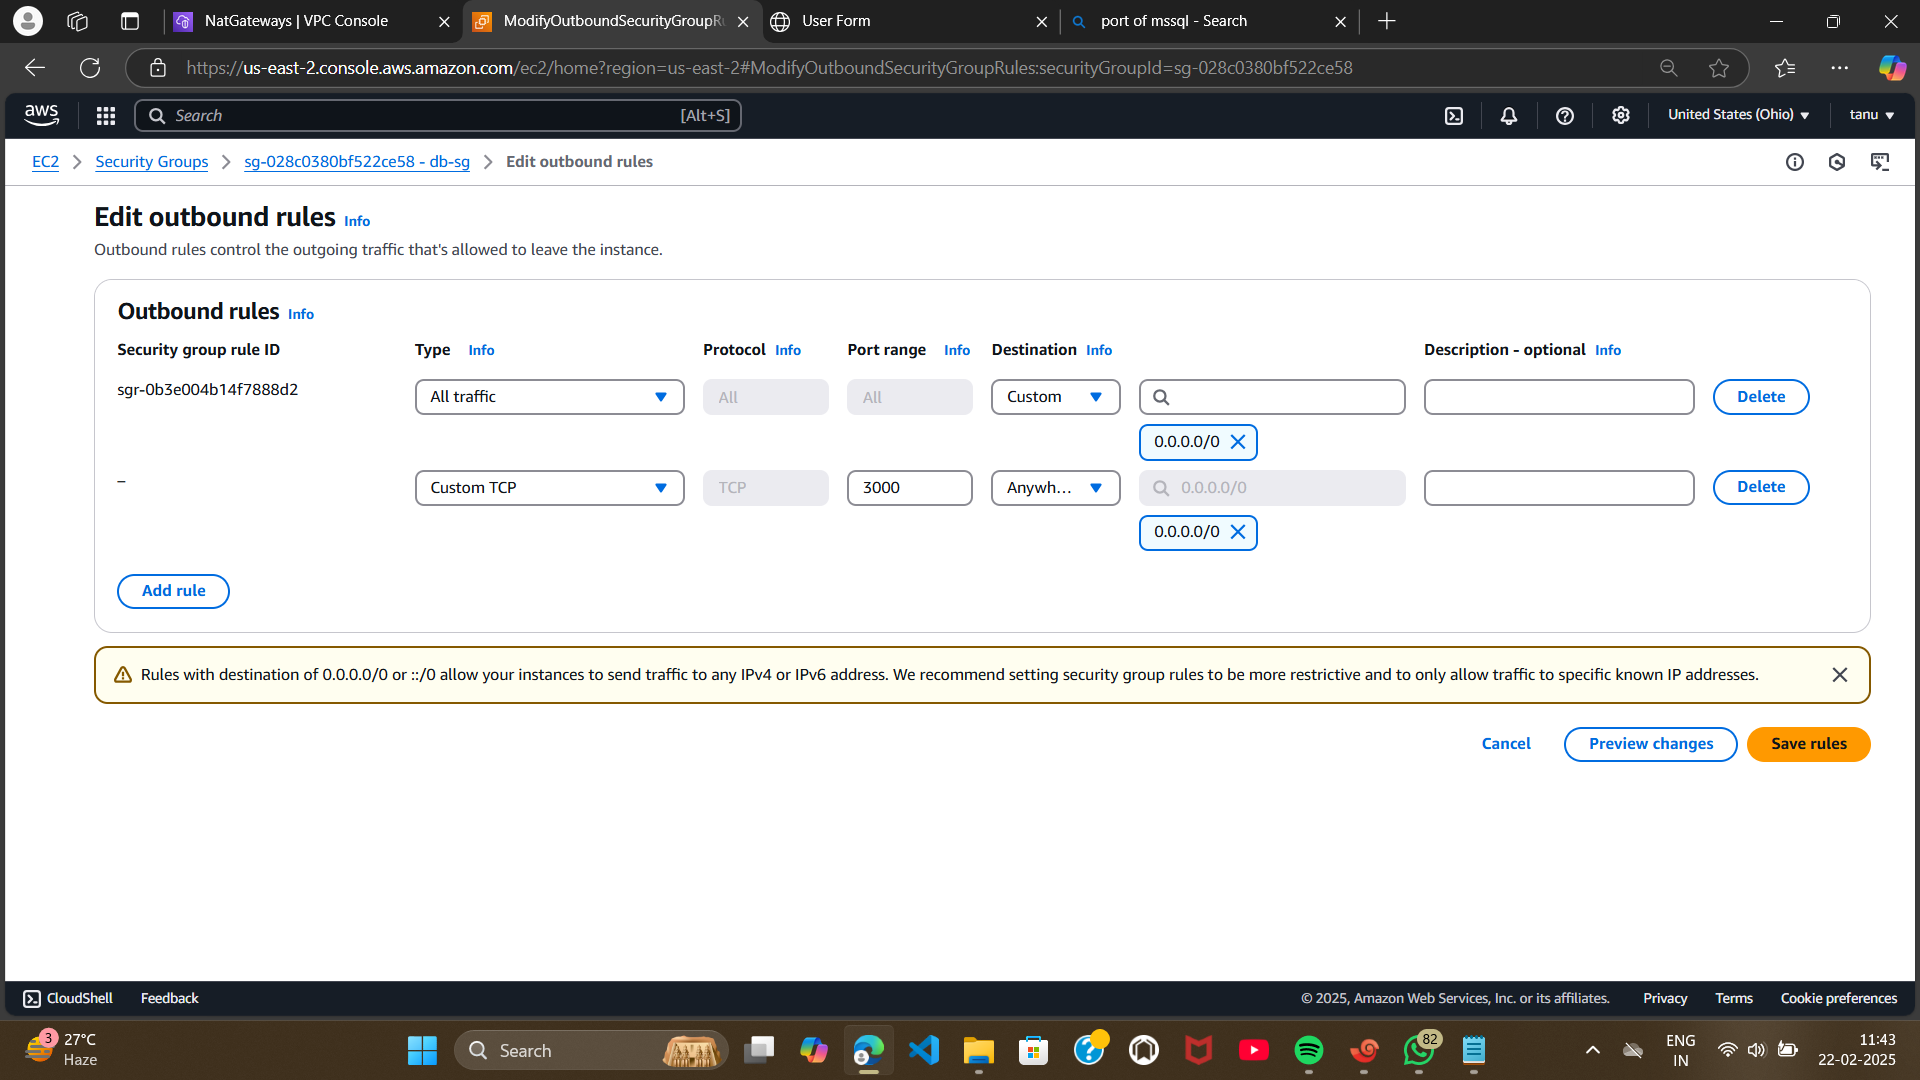 NatGateways | VPC Console
ModifyOutboundSecurityGroupRu
User Form
port of mssql - Search
https://us-east-2.console.aws.amazon.com/ec2/home?region=us-east-2#ModifyOutboundSecurityGroupRules:securityGroupId=sg-028c0380bf522ce58
aws
Search
[Alt+S]
United States (Ohio)
tanu
EC2
Security Groups
sg-028c0380bf522ce58 - db-sg
Edit outbound rules
Edit outbound rules Info
Outbound rules control the outgoing traffic that's allowed to leave the instance.
Outbound rules Info
Security group rule ID
Type Info
Protocol Info
Port range Info
Destination Info
Description - optional Info
sgr-0b3e004b14f7888d2
All traffic
All
All
Custom
Delete
0.0.0.0/0
–
Custom TCP
TCP
3000
Anywh...
0.0.0.0/0
Delete
0.0.0.0/0
Add rule
Rules with destination of 0.0.0.0/0 or ::/0 allow your instances to send traffic to any IPv4 or IPv6 address. We recommend setting security group rules to be more restrictive and to only allow traffic to specific known IP addresses.
Cancel
Preview changes
Save rules
CloudShell
Feedback
© 2025, Amazon Web Services, Inc. or its affiliates.
Privacy
Terms
Cookie preferences
3
27°C
Haze
Search
82
ENG
IN
11:43
22-02-2025